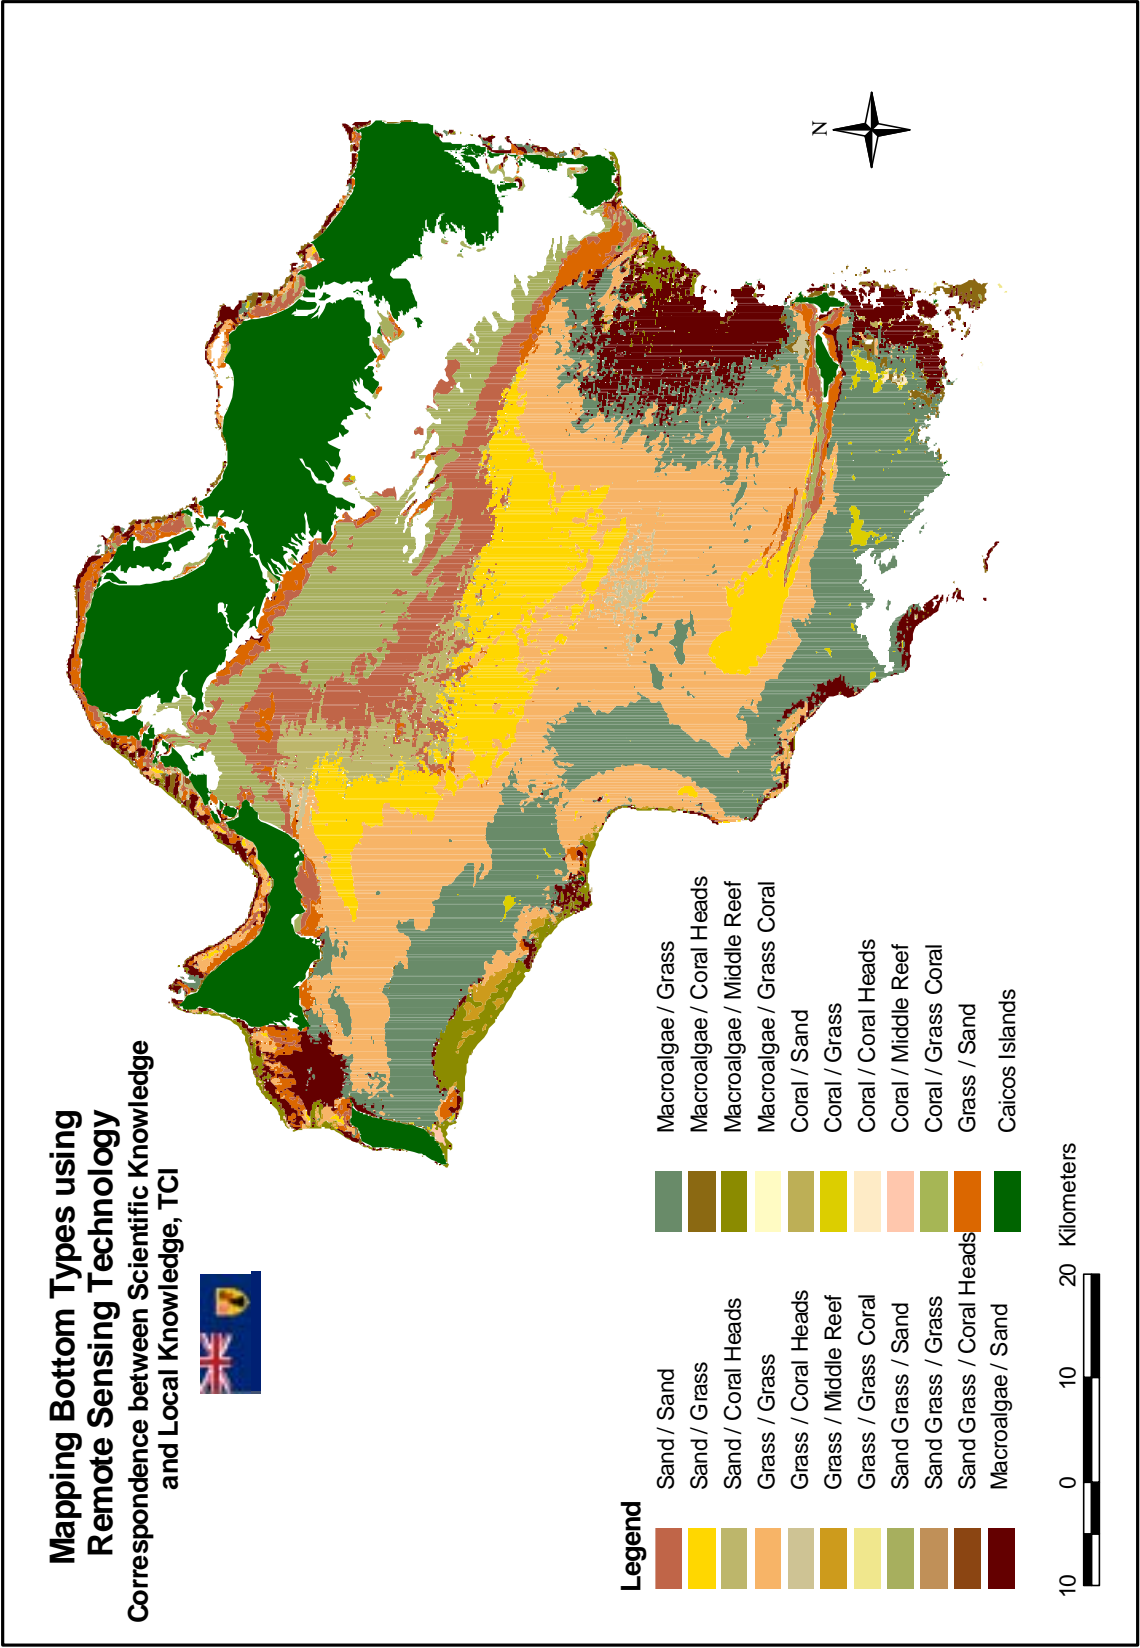 Mapping Bottom Types using
Remote Sensing Technology
Correspondence between Scientific Knowledge
and Local Knowledge, TCI
N
Legend
Sand / Sand
Sand / Grass
Sand / Coral Heads
Grass / Grass
Grass / Coral Heads
Grass / Middle Reef
Grass / Grass Coral
Sand Grass / Sand
Sand Grass / Grass
Sand Grass / Coral Heads
Macroalgae / Sand
Macroalgae / Grass
Macroalgae / Coral Heads
Macroalgae / Middle Reef
Macroalgae / Grass Coral
Coral / Sand
Coral / Grass
Coral / Coral Heads
Coral / Middle Reef
Coral / Grass Coral
Grass / Sand
Caicos Islands
10 0 10 20 Kilometers